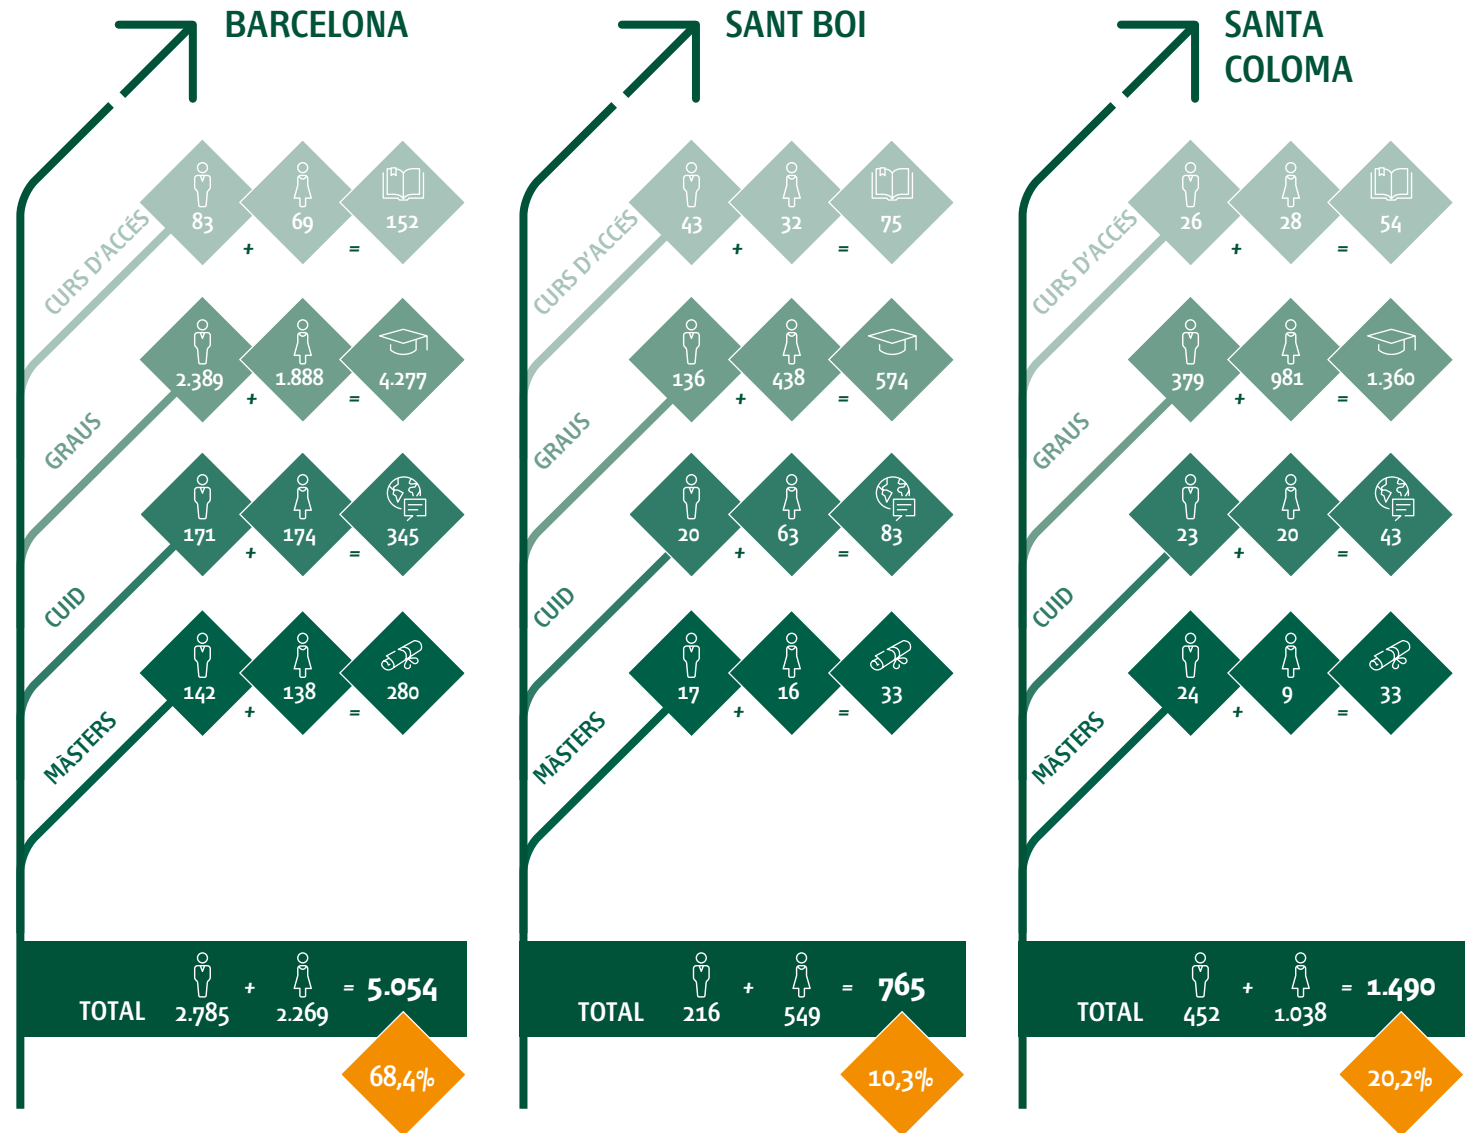 BARCELONA
CURS D'ACCÉS
83 + 69 = 152
GRAUS
2.389 + 1.888 = 4.277
CUID
171 + 174 = 345
MÀSTERS
142 + 138 = 280
TOTAL 2.785 + 2.269 = 5.054
68,4%
SANT BOI
CURS D'ACCÉS
43 + 32 = 75
GRAUS
136 + 438 = 574
CUID
20 + 63 = 83
MÀSTERS
17 + 16 = 33
TOTAL 216 + 549 = 765
10,3%
SANTA
COLOMA
CURS D'ACCÉS
26 + 28 = 54
GRAUS
379 + 981 = 1.360
CUID
23 + 20 = 43
MÀSTERS
24 + 9 = 33
TOTAL 452 + 1.038 = 1.490
20,2%